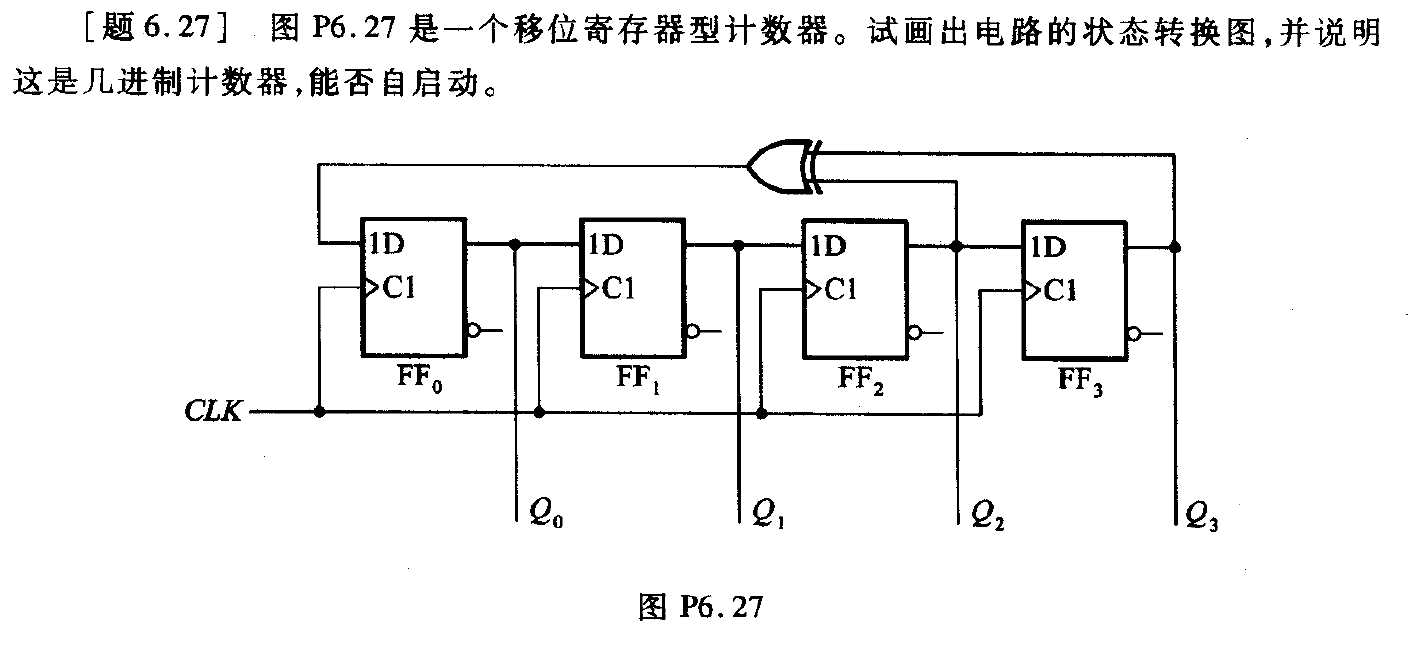 [题 6.27] 图 P6.27 是一个移位寄存器型计数器。试画出电路的状态转换图,并说明
这是几进制计数器,能否自启动。
1D 1D 1D 1D
C1 C1 C1 C1
FF₀ FF₁ FF₂ FF₃
CLK
Q₀ Q₁ Q₂ Q₃
图 P6.27